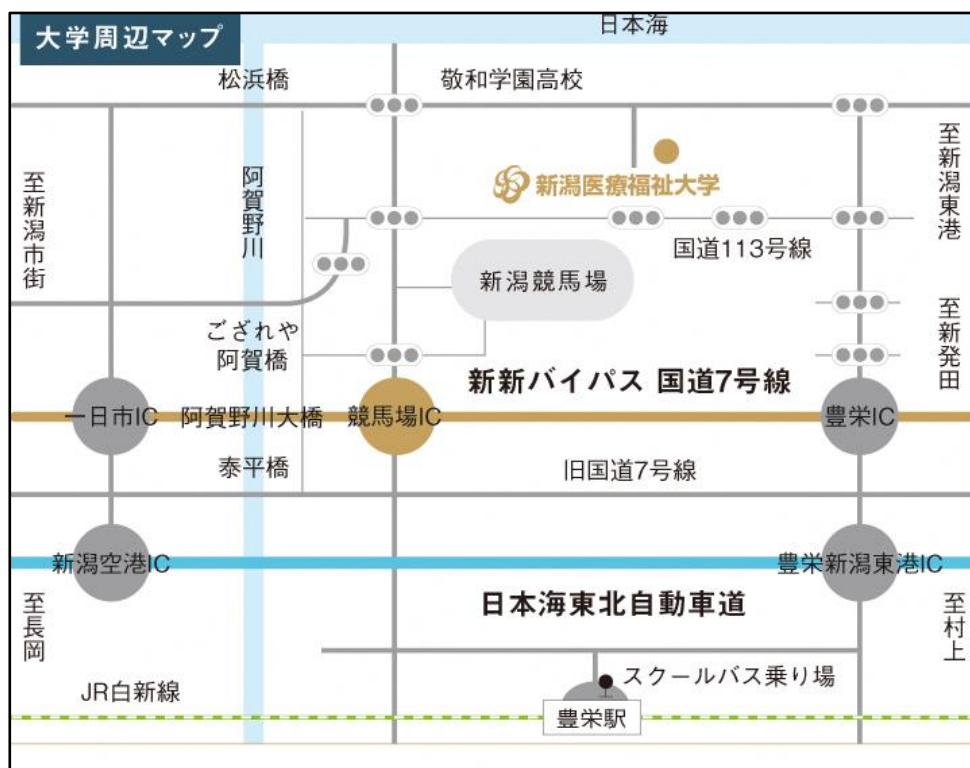 大学周辺マップ
日本海
松浜橋
敬和学園高校
至新潟東港
至新潟市街
阿賀野川
新潟医療福祉大学
国道113号線
新潟競馬場
至新発田
ござれや
阿賀橋
新新バイパス 国道7号線
一日市IC
阿賀野川大橋
競馬場IC
豊栄IC
泰平橋
旧国道7号線
新潟空港IC
豊栄新潟東港IC
日本海東北自動車道
至長岡
至村上
スクールバス乗り場
JR白新線
豊栄駅